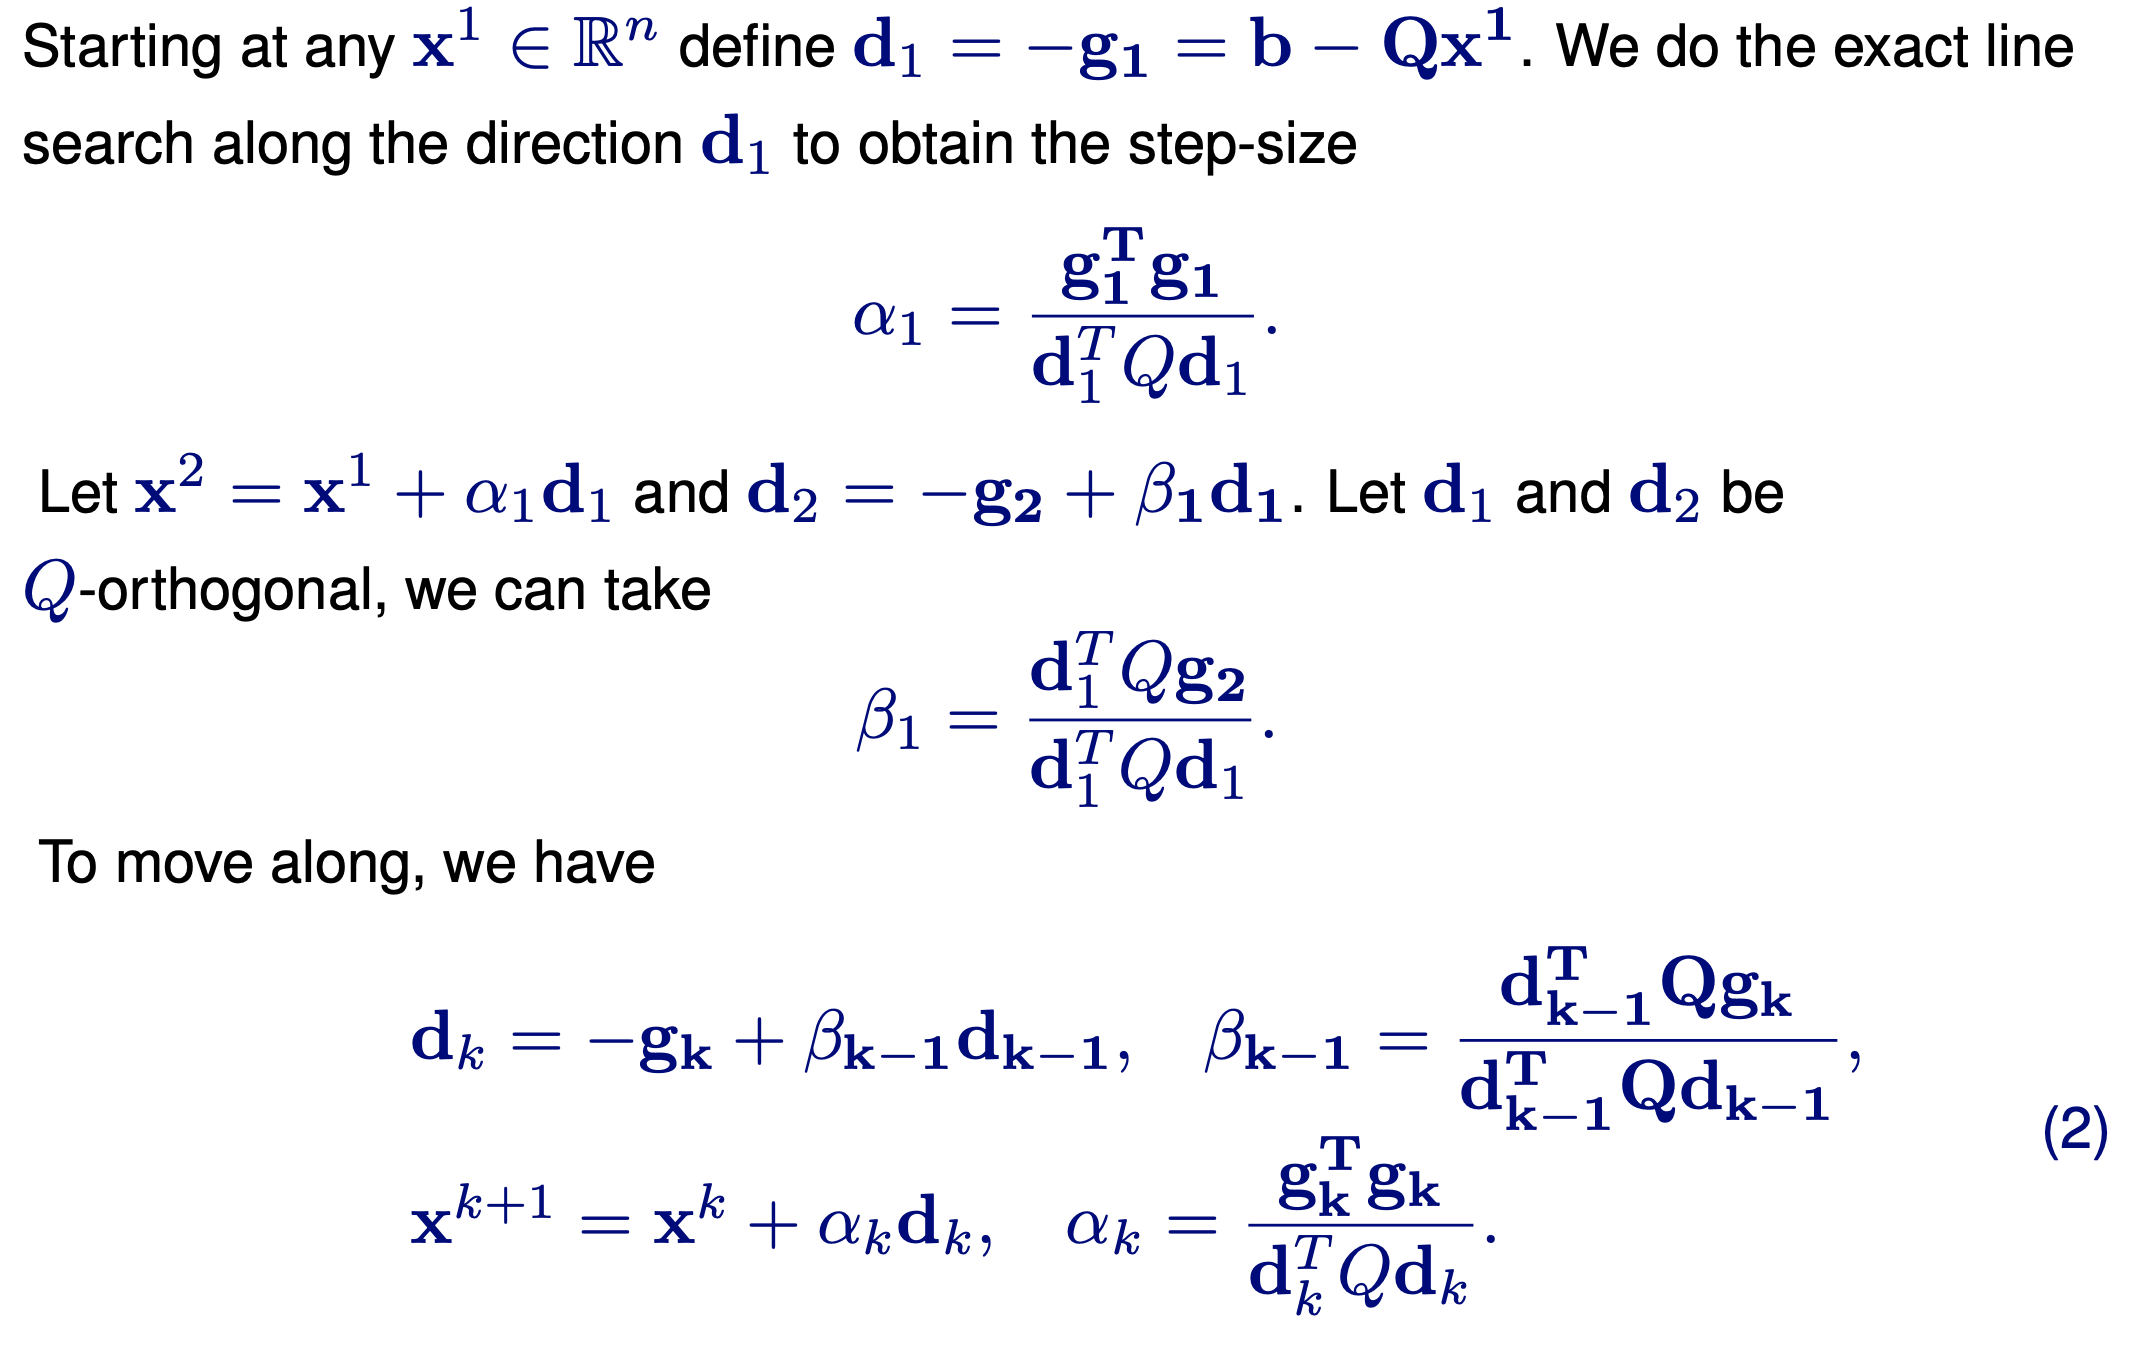 Starting at any $\mathbf{x}^1 \in \mathbb{R}^n$ define $\mathbf{d}_1 = -\mathbf{g_1} = \mathbf{b} - \mathbf{Qx^1}$. We do the exact line
search along the direction $\mathbf{d}_1$ to obtain the step-size
$\alpha_1 = \frac{\mathbf{g_1^T g_1}}{\mathbf{d}_1^T Q \mathbf{d}_1}.$
Let $\mathbf{x}^2 = \mathbf{x}^1 + \alpha_1 \mathbf{d}_1$ and $\mathbf{d}_2 = -\mathbf{g_2} + \beta_\mathbf{1} \mathbf{d_1}$. Let $\mathbf{d}_1$ and $\mathbf{d}_2$ be
$Q$-orthogonal, we can take
$\beta_1 = \frac{\mathbf{d}_1^T Q \mathbf{g_2}}{\mathbf{d}_1^T Q \mathbf{d}_1}.$
To move along, we have
$\mathbf{d}_k = -\mathbf{g_k} + \beta_\mathbf{k-1} \mathbf{d_{k-1}}, \quad \beta_\mathbf{k-1} = \frac{\mathbf{d_{k-1}^T Q g_k}}{\mathbf{d_{k-1}^T Q d_{k-1}}},$
(2)
$\mathbf{x}^{k+1} = \mathbf{x}^k + \alpha_k \mathbf{d}_k, \quad \alpha_k = \frac{\mathbf{g_k^T g_k}}{\mathbf{d}_k^T Q \mathbf{d}_k}.$